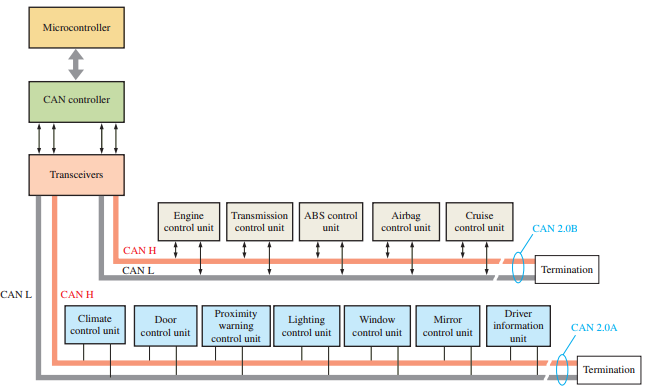 Microcontroller
CAN controller
Transceivers
Engine
control unit
Transmission
control unit
ABS control
unit
Airbag
control unit
Cruise
control unit
CAN 2.0B
CAN H
CAN L
Termination
CAN L
CAN H
Climate
control unit
Door
control unit
Proximity
warning
control unit
Lighting
control unit
Window
control unit
Mirror
control unit
Driver
information
unit
CAN 2.0A
Termination